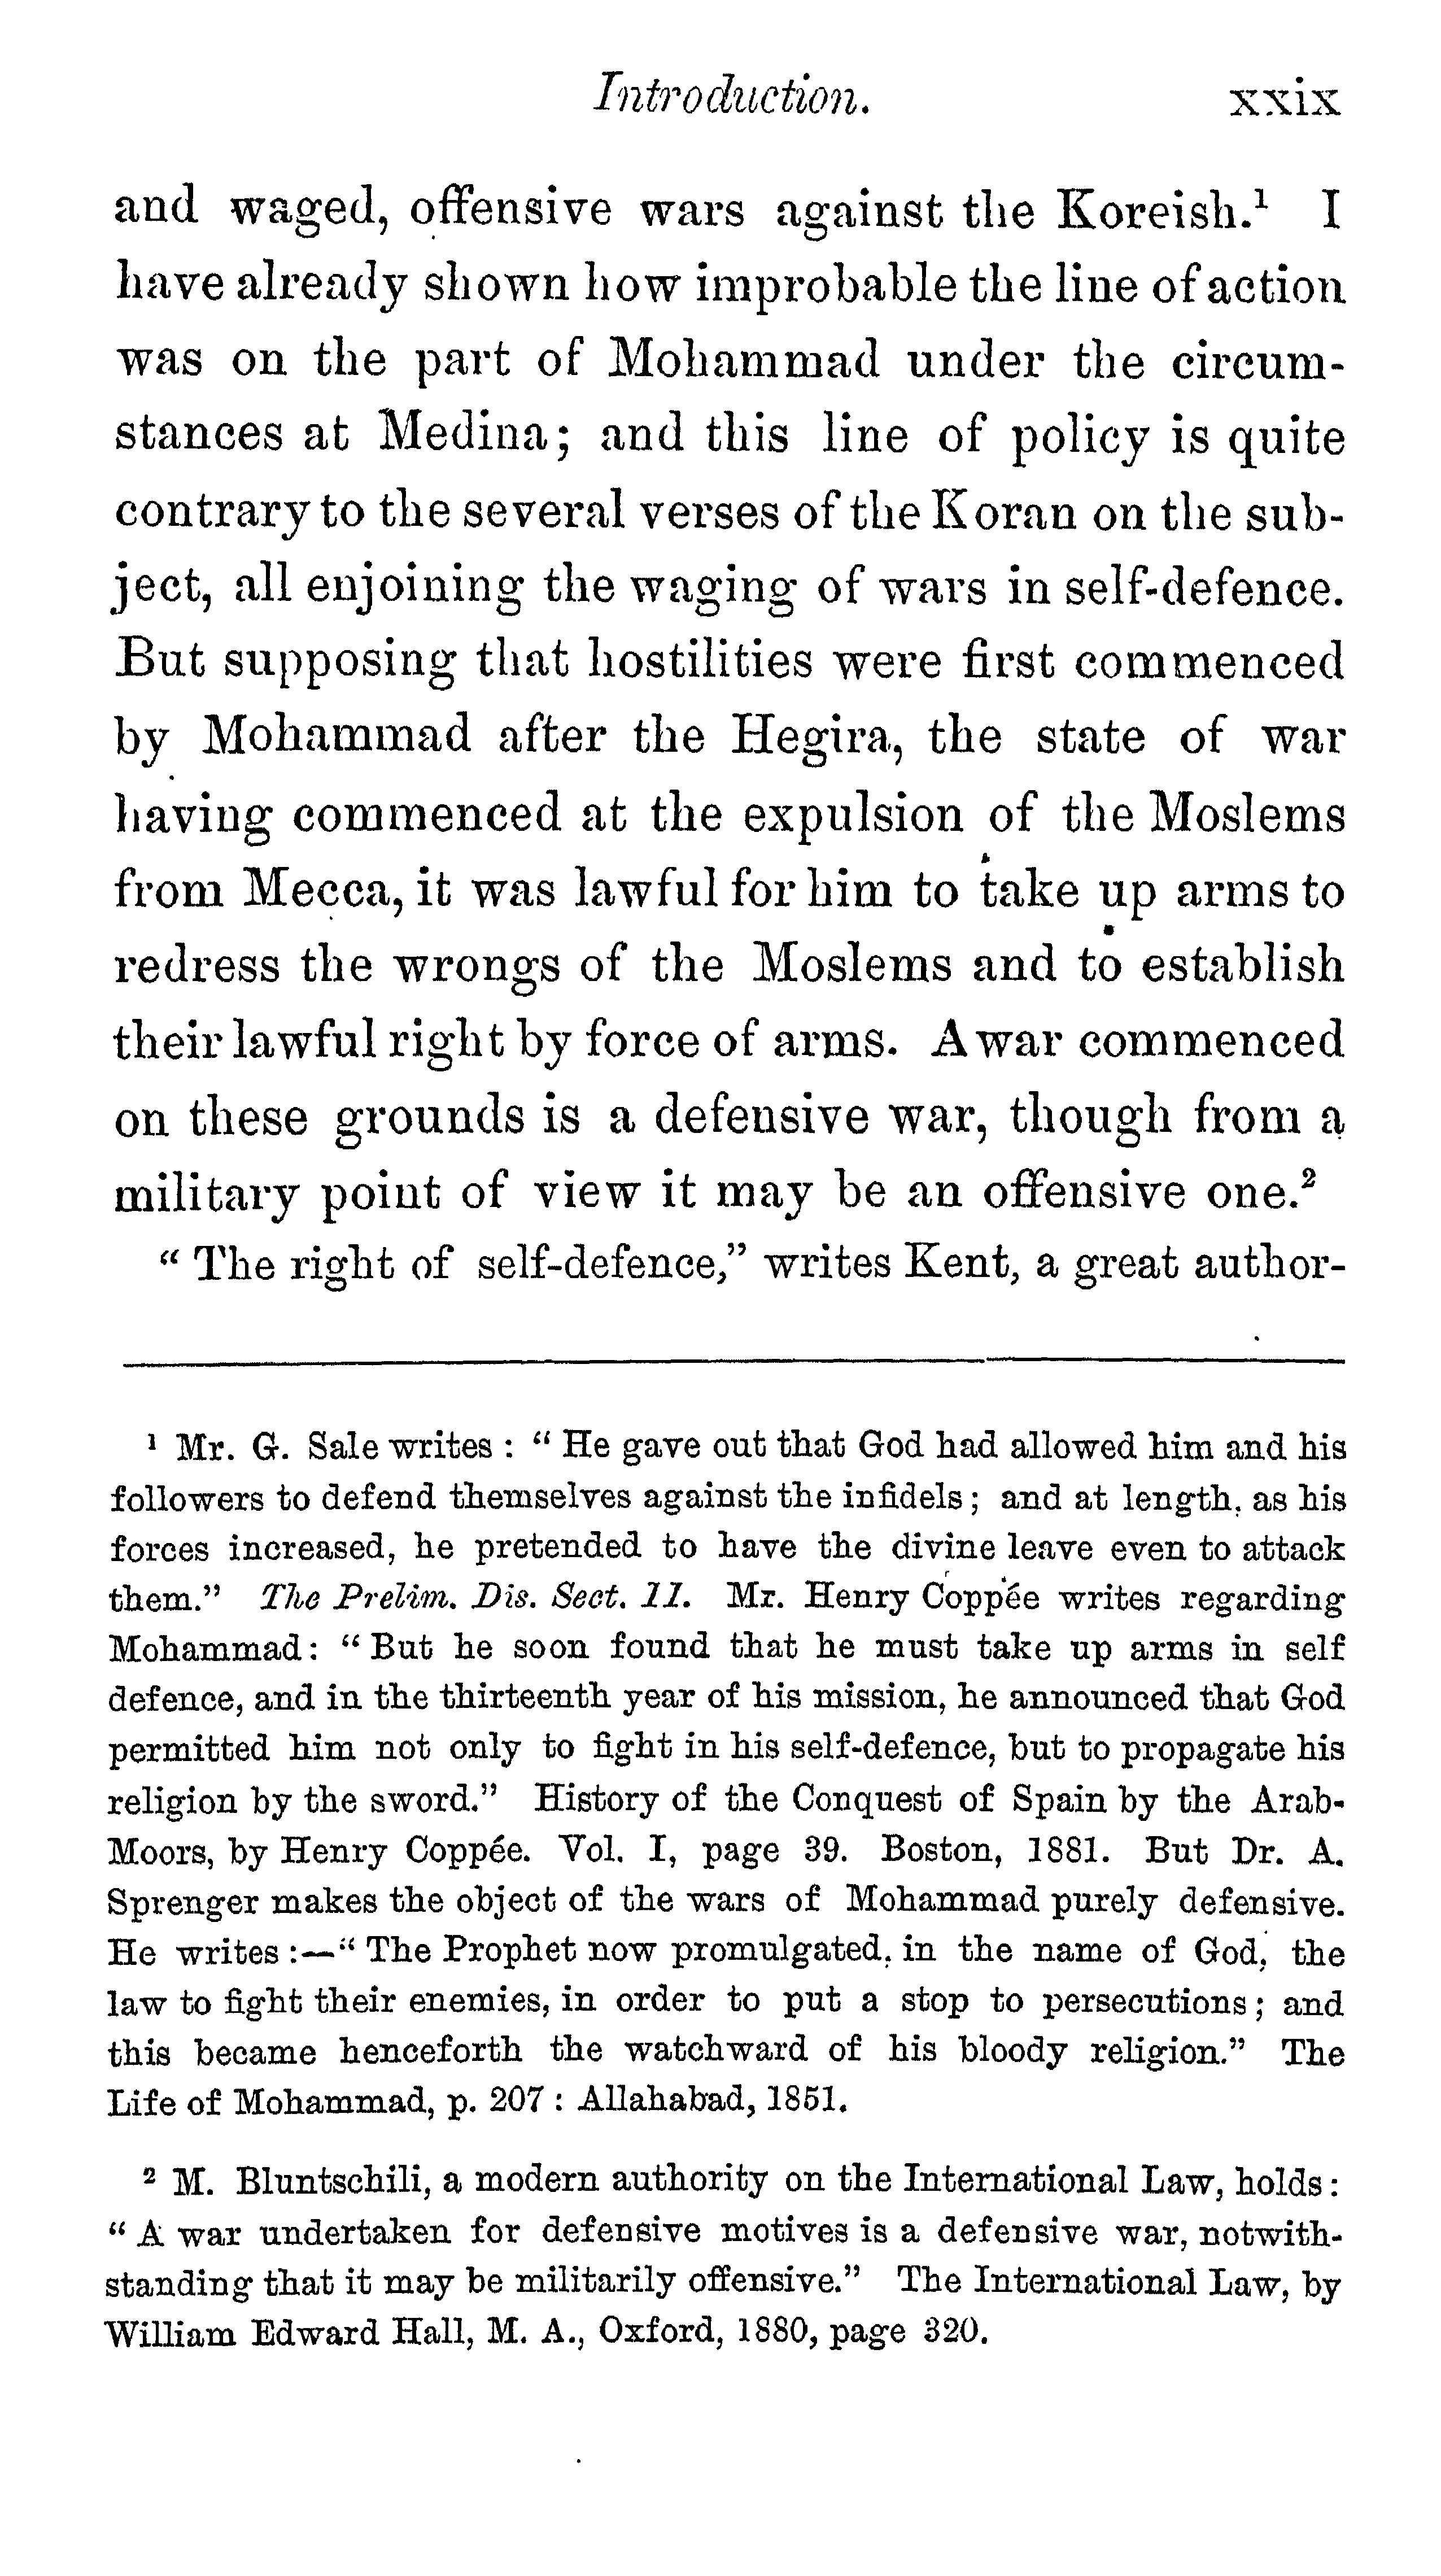 Introduction. xxix
and waged, offensive wars against the Koreish.¹ I
have already shown how improbable the line of action
was on the part of Mohammad under the circum-
stances at Medina; and this line of policy is quite
contrary to the several verses of the Koran on the sub-
ject, all enjoining the waging of wars in self-defence.
But supposing that hostilities were first commenced
by Mohammad after the Hegira, the state of war
having commenced at the expulsion of the Moslems
from Mecca, it was lawful for him to take up arms to
redress the wrongs of the Moslems and to establish
their lawful right by force of arms. A war commenced
on these grounds is a defensive war, though from a
military point of view it may be an offensive one.²
“ The right of self-defence,” writes Kent, a great author-
¹ Mr. G. Sale writes : “ He gave out that God had allowed him and his
followers to defend themselves against the infidels; and at length, as his
forces increased, he pretended to have the divine leave even to attack
them.” The Prelim. Dis. Sect. II. Mr. Henry Coppée writes regarding
Mohammad: “ But he soon found that he must take up arms in self
defence, and in the thirteenth year of his mission, he announced that God
permitted him not only to fight in his self-defence, but to propagate his
religion by the sword.” History of the Conquest of Spain by the Arab-
Moors, by Henry Coppée. Vol. I, page 39. Boston, 1881. But Dr. A.
Sprenger makes the object of the wars of Mohammad purely defensive.
He writes :—“ The Prophet now promulgated, in the name of God, the
law to fight their enemies, in order to put a stop to persecutions; and
this became henceforth the watchward of his bloody religion.” The
Life of Mohammad, p. 207 : Allahabad, 1851.
² M. Bluntschili, a modern authority on the International Law, holds:
“ A war undertaken for defensive motives is a defensive war, notwith-
standing that it may be militarily offensive.” The International Law, by
William Edward Hall, M. A., Oxford, 1880, page 320.